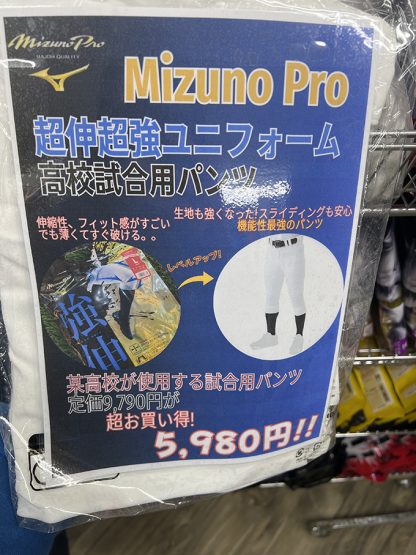 Mizuno Pro
MAJOR QUALITY
Mizuno Pro
超伸超強ユニフォーム
高校試合用パンツ
伸縮性、フィット感がすごい
でも薄くてすぐ破ける。。
生地も強くなった!スライディングも安心
機能性最強のパンツ
レベルアップ!
強
伸
某高校が使用する試合用パンツ
定価9,790円が
超お買い得!
5,980円!!